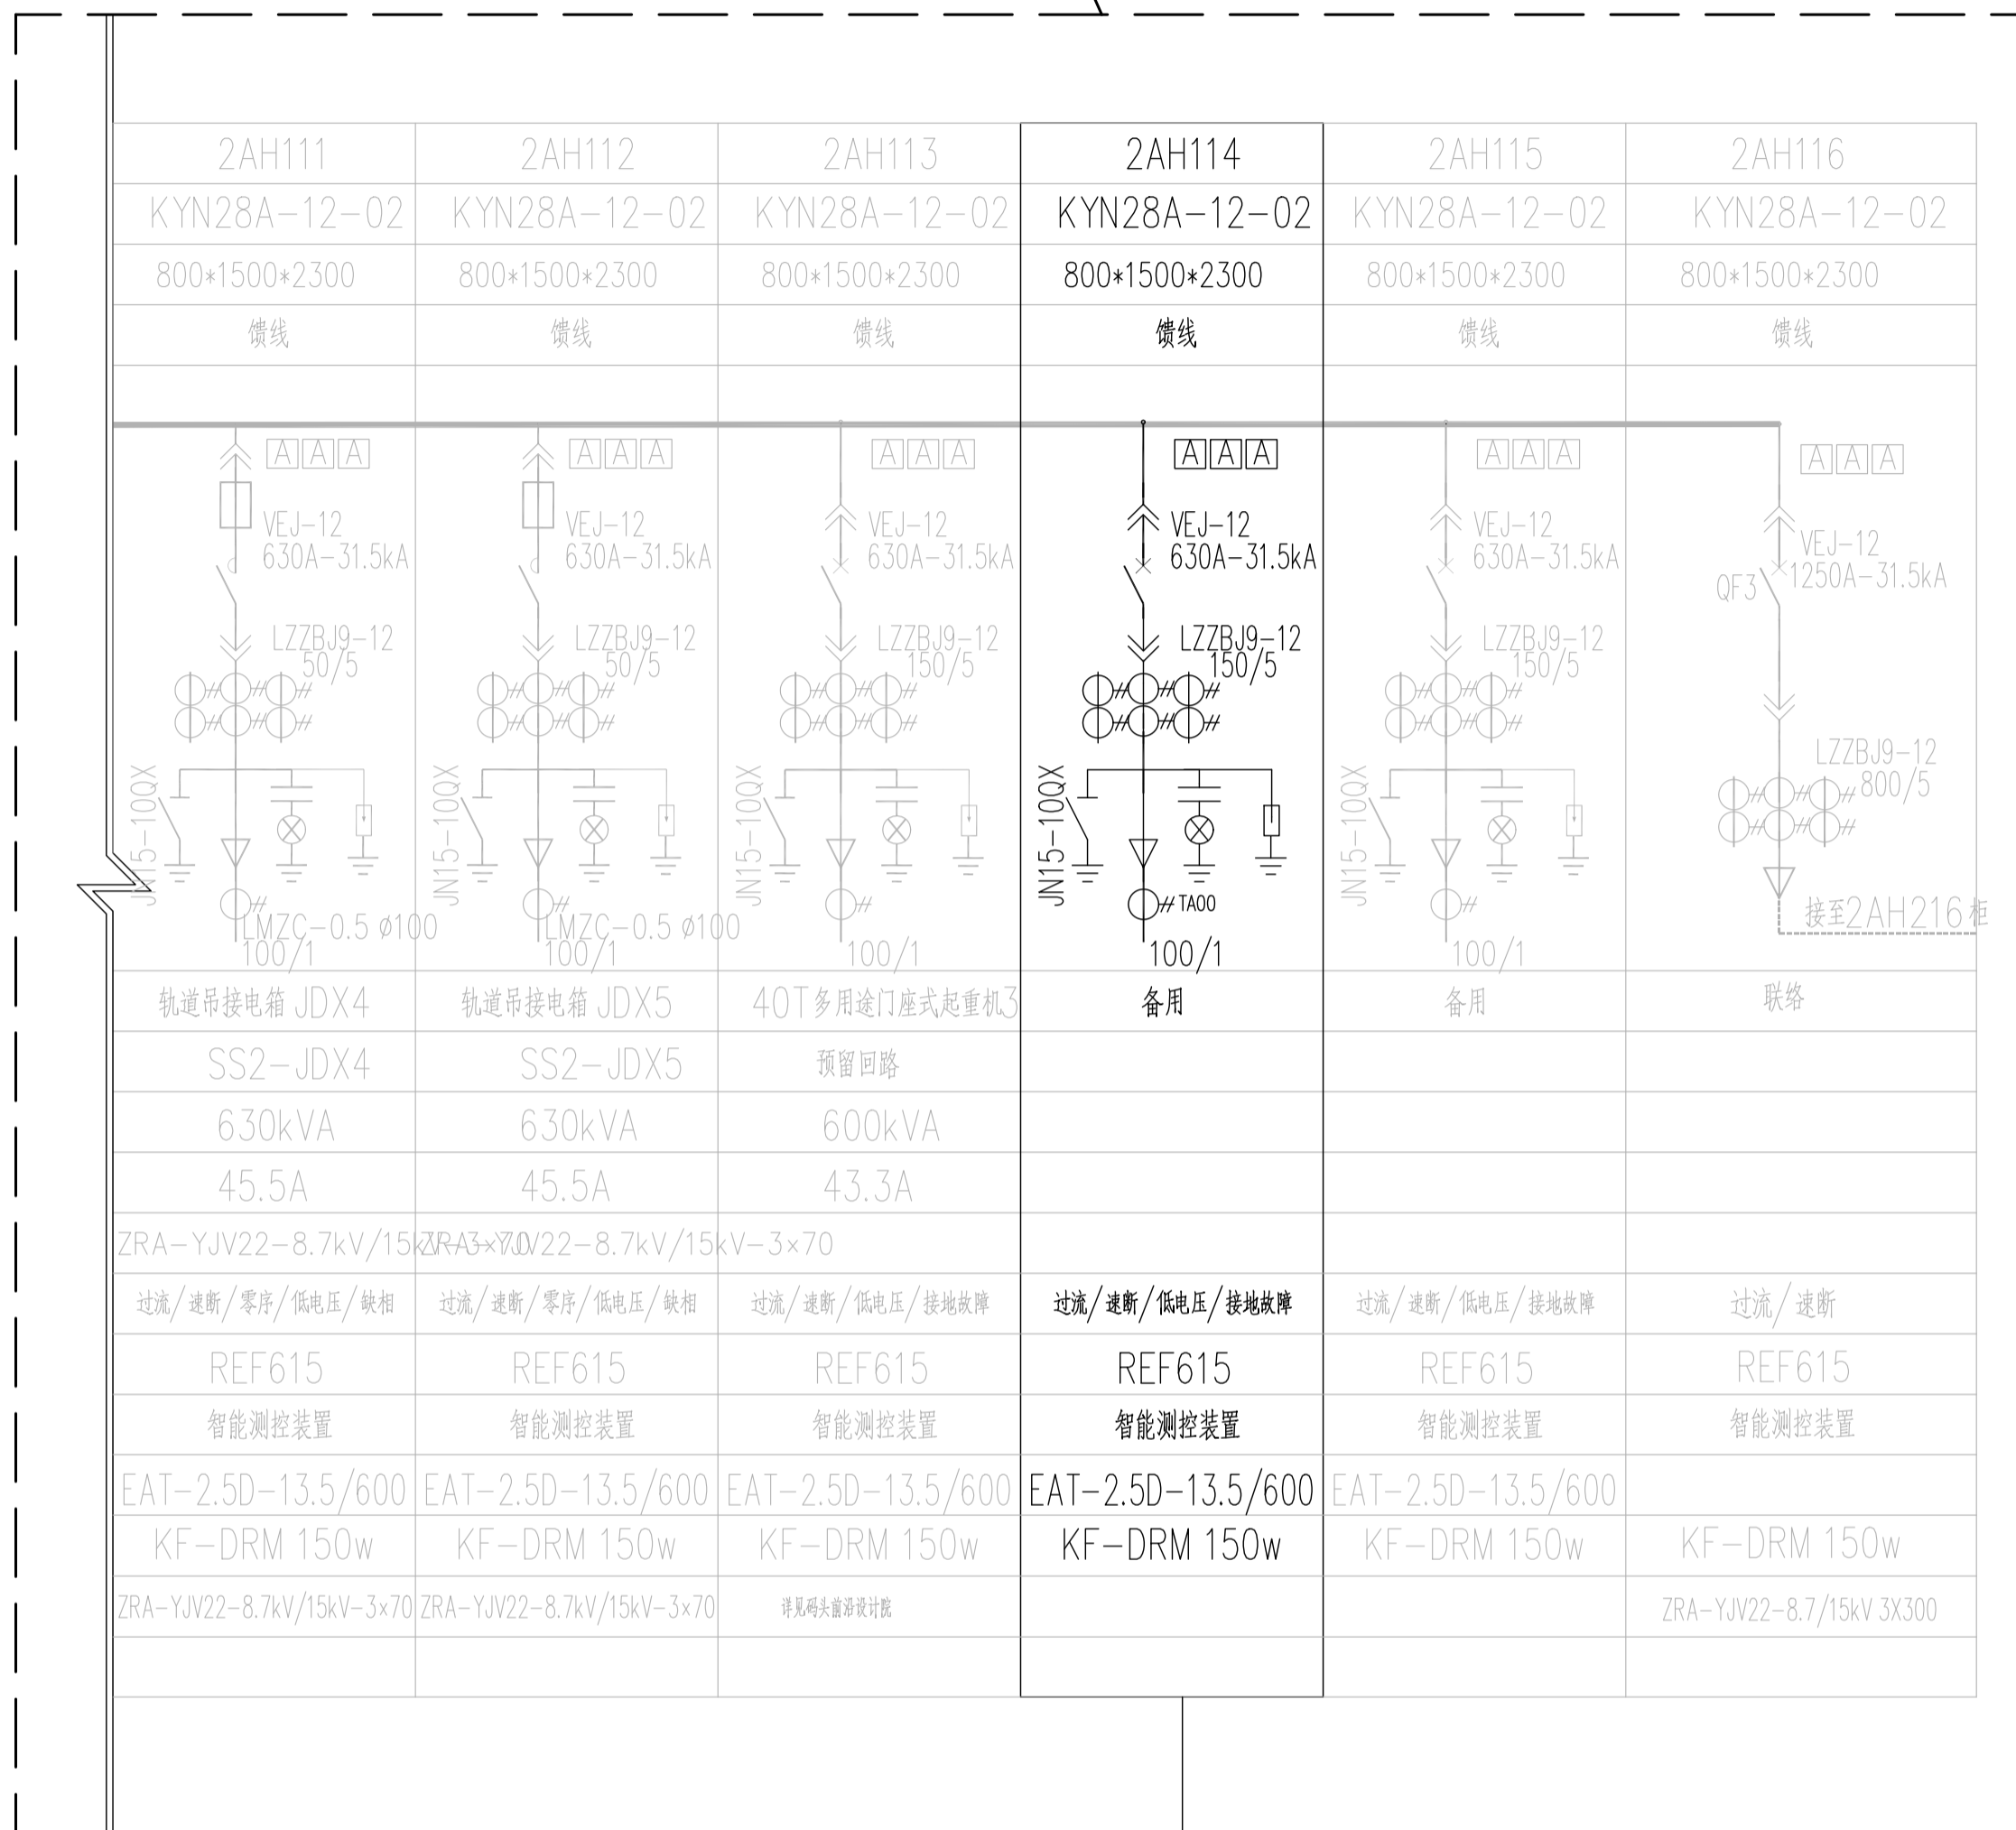 2AH111 2AH112 2AH113 2AH114 2AH115 2AH116
KYN28A-12-02 KYN28A-12-02 KYN28A-12-02 KYN28A-12-02 KYN28A-12-02 KYN28A-12-02
800*1500*2300 800*1500*2300 800*1500*2300 800*1500*2300 800*1500*2300 800*1500*2300
馈线 馈线 馈线 馈线 馈线 馈线
A A A A A A A A A A A A A A A A A A
VEJ-12 VEJ-12 VEJ-12 VEJ-12 VEJ-12 VEJ-12
630A-31.5kA 630A-31.5kA 630A-31.5kA 630A-31.5kA 630A-31.5kA 1250A-31.5kA
QF3
LZZBJ9-12 LZZBJ9-12 LZZBJ9-12 LZZBJ9-12 LZZBJ9-12 LZZBJ9-12
50/5 50/5 150/5 150/5 150/5 800/5
JN15-10QX JN15-10QX JN15-10QX JN15-10QX JN15-10QX
TA00
接至2AH216柜
LMZC-0.5 ø100 LMZC-0.5 ø100
100/1 100/1 100/1 100/1 100/1
轨道吊接电箱 JDX4 轨道吊接电箱 JDX5 40T多用途门座式起重机3 备用 备用 联络
SS2-JDX4 SS2-JDX5 预留回路
630kVA 630kVA 600kVA
45.5A 45.5A 43.3A
ZRA-YJV22-8.7kV/15kV-3×70 ZRA-YJV22-8.7kV/15kV-3×70
过流/速断/零序/低电压/缺相 过流/速断/零序/低电压/缺相 过流/速断/低电压/接地故障 过流/速断/低电压/接地故障 过流/速断/低电压/接地故障 过流/速断
REF615 REF615 REF615 REF615 REF615 REF615
智能测控装置 智能测控装置 智能测控装置 智能测控装置 智能测控装置 智能测控装置
EAT-2.5D-13.5/600 EAT-2.5D-13.5/600 EAT-2.5D-13.5/600 EAT-2.5D-13.5/600 EAT-2.5D-13.5/600
KF-DRM 150w KF-DRM 150w KF-DRM 150w KF-DRM 150w KF-DRM 150w KF-DRM 150w
ZRA-YJV22-8.7kV/15kV-3×70 ZRA-YJV22-8.7kV/15kV-3×70 详见码头前沿设计院 ZRA-YJV22-8.7/15kV 3X300